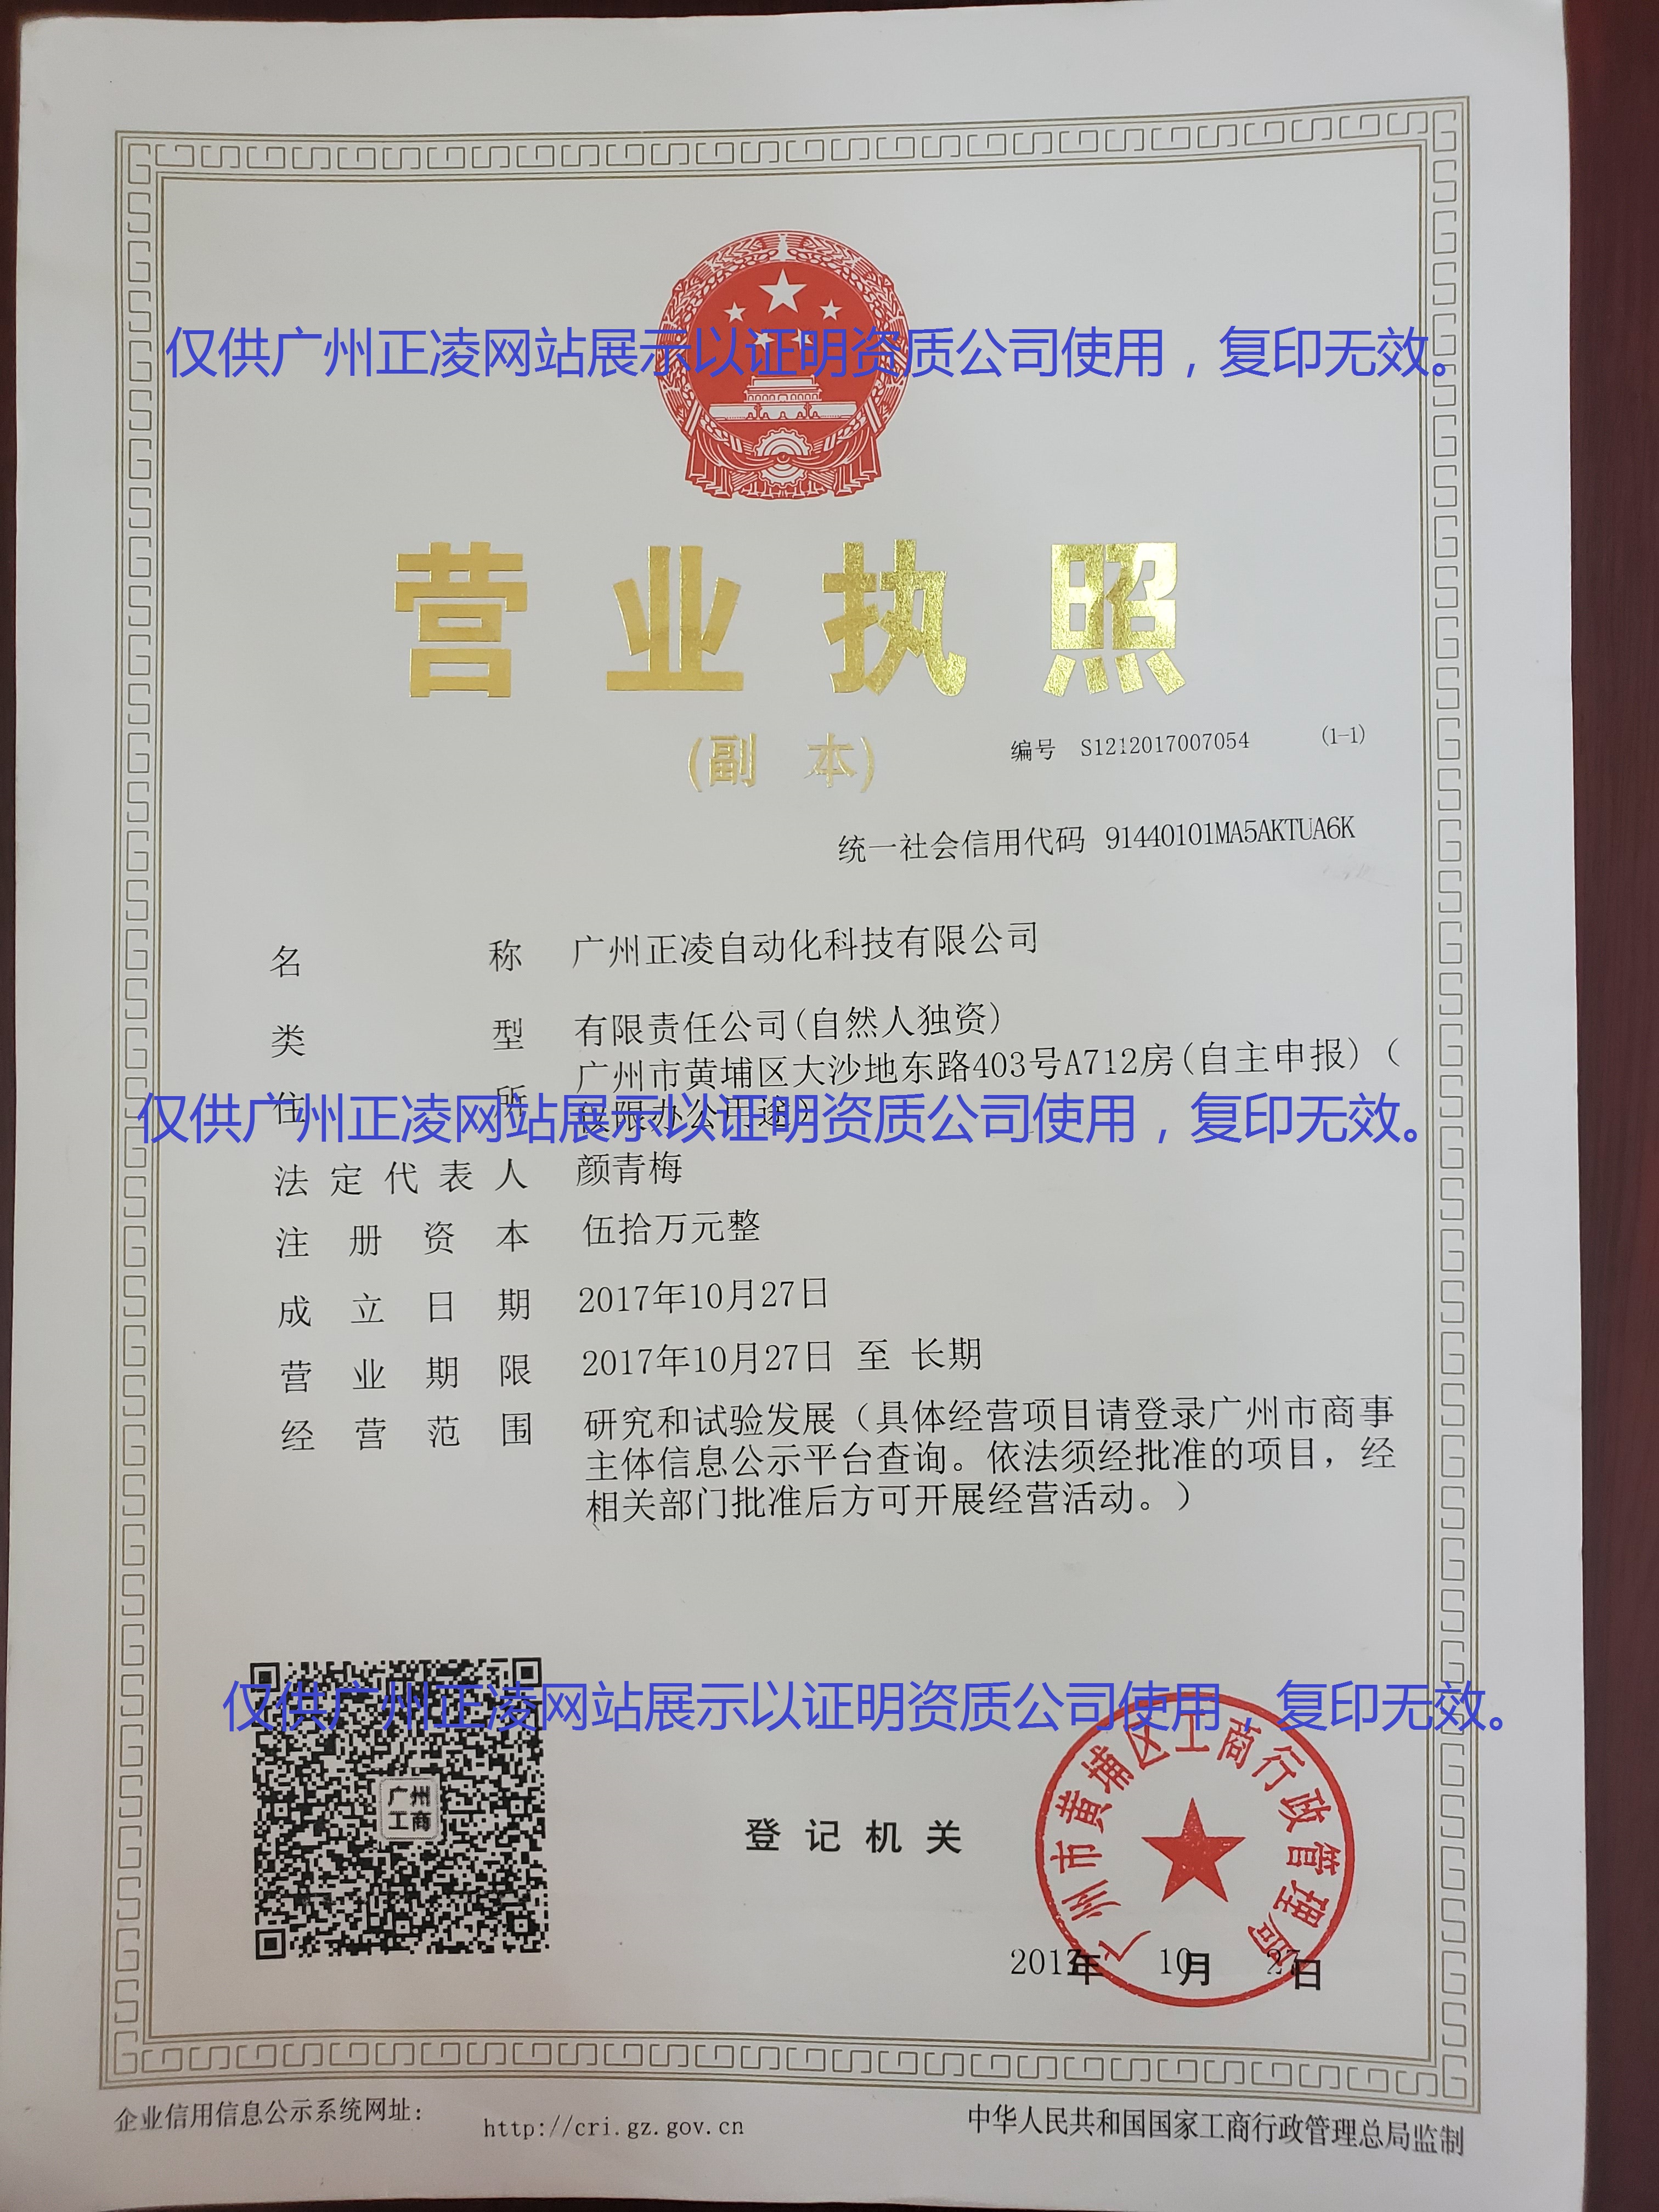 仅供广州正凌网站展示以证明资质公司使用，复印无效。
营业执照
(副 本)
编号 S1212017007054 (1-1)
统一社会信用代码 91440101MA5AKTUA6K
名称 广州正凌自动化科技有限公司
类型 有限责任公司(自然人独资)
住所 广州市黄埔区大沙地东路403号A712房(自主申报)（
仅限办公用途）
仅供广州正凌网站展示以证明资质公司使用，复印无效。
法定代表人 颜青梅
注册资本 伍拾万元整
成立日期 2017年10月27日
营业期限 2017年10月27日 至 长期
经营范围 研究和试验发展（具体经营项目请登录广州市商事
主体信息公示平台查询。依法须经批准的项目，经
相关部门批准后方可开展经营活动。）
仅供广州正凌网站展示以证明资质公司使用，复印无效。
广州
工商
登记机关
广州市黄埔区工商行政管理局
2017年 10月 27日
企业信用信息公示系统网址： http://cri.gz.gov.cn
中华人民共和国国家工商行政管理总局监制